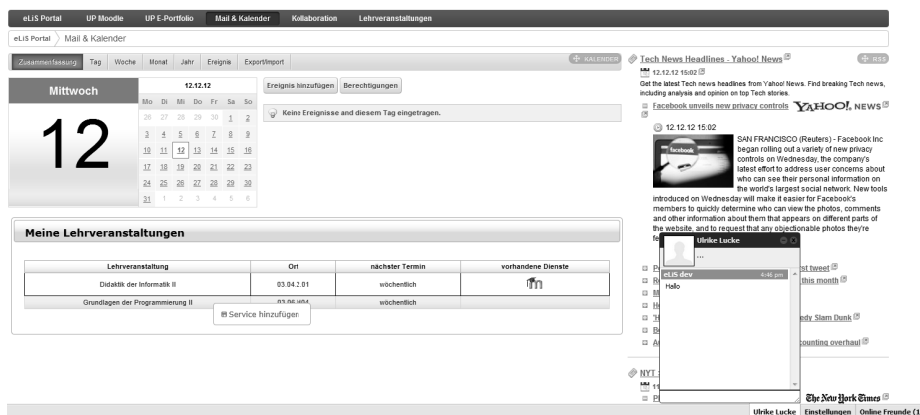 eLiS Portal UP Moodle UP E-Portfolio Mail & Kalender Kollaboration Lehrveranstaltungen
eLiS Portal Mail & Kalender
Zusammenfassung Tag Woche Monat Jahr Ereignis Export/Import KALENDER
Mittwoch
12
12.12.12
Mo Di Mi Do Fr Sa So
26 27 28 29 30 1 2
3 4 5 6 7 8 9
10 11 12 13 14 15 16
17 18 19 20 21 22 23
24 25 26 27 28 29 30
31 1 2 3 4 5 6
Ereignis hinzufügen Berechtigungen
Keine Ereignisse and diesem Tag eingetragen.
Meine Lehrveranstaltungen
Lehrveranstaltung Ort nächster Termin vorhandene Dienste
Didaktik der Informatik II 03.04.2.01 wöchentlich
Grundlagen der Programmierung II wöchentlich
Service hinzufügen
Tech News Headlines - Yahoo! News RSS
12.12.12 15:02
Get the latest Tech news headlines from Yahoo! News. Find breaking Tech news,
including analysis and opinion on top Tech stories.
Facebook unveils new privacy controls YAHOO! NEWS
12.12.12 15:02
facebook
SAN FRANCISCO (Reuters) - Facebook Inc
began rolling out a variety of new privacy
controls on Wednesday, the company's
latest effort to address user concerns about
who can see their personal information on
the world's largest social network. New tools
introduced on Wednesday will make it easier for Facebook's
members to quickly determine who can view the photos, comments
and other information about them that appears on different parts of
the website, and to request that any objectionable photos they're
first tweet
this month
Slam Dunk
accounting overhaul
NYT
The New York Times
Ulrike Lucke
...
eLiS dev 4:46 pm
Hallo
Ulrike Lucke Einstellungen Online Freunde (1